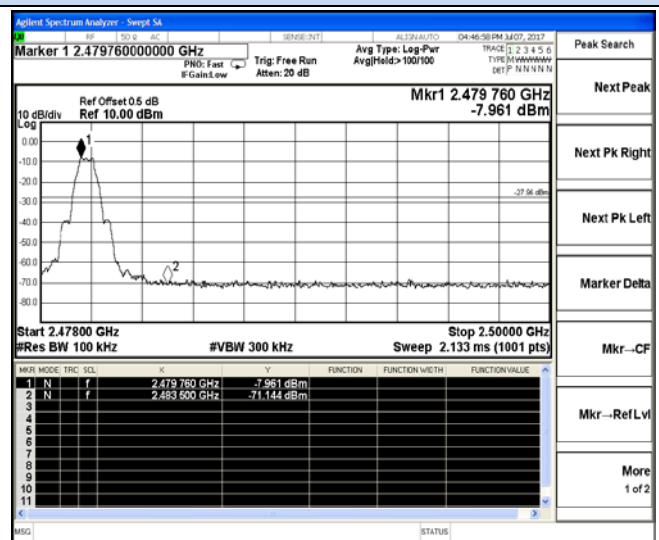 Agilent Spectrum Analyzer - Swept SA
RF 50 Ω AC SENSE:INT ALIGNAUTO 04:46:58 PM Jul 07, 2017
Marker 1 2.479760000000 GHz
PNO: Fast
IFGain:Low
Trig: Free Run
Atten: 20 dB
Avg Type: Log-Pwr
Avg|Hold:>100/100
TRACE 1 2 3 4 5 6
TYPE M WWWWW
DET P N N N N N
Peak Search
Mkr1 2.479 760 GHz
-7.961 dBm
Ref Offset 0.5 dB
10 dB/div Ref 10.00 dBm
Log
0.00
-10.0
-20.0
-30.0
-40.0
-50.0
-60.0
-70.0
-80.0
1
2
-27.96 dBm
Start 2.47800 GHz Stop 2.50000 GHz
#Res BW 100 kHz #VBW 300 kHz Sweep 2.133 ms (1001 pts)
MKR MODE TRC SCL X Y FUNCTION FUNCTION WIDTH FUNCTION VALUE
1 N f 2.479 760 GHz -7.961 dBm
2 N f 2.483 500 GHz -71.144 dBm
3
4
5
6
7
8
9
10
11
MSG STATUS
Next Peak
Next Pk Right
Next Pk Left
Marker Delta
Mkr→CF
Mkr→RefLvl
More
1 of 2